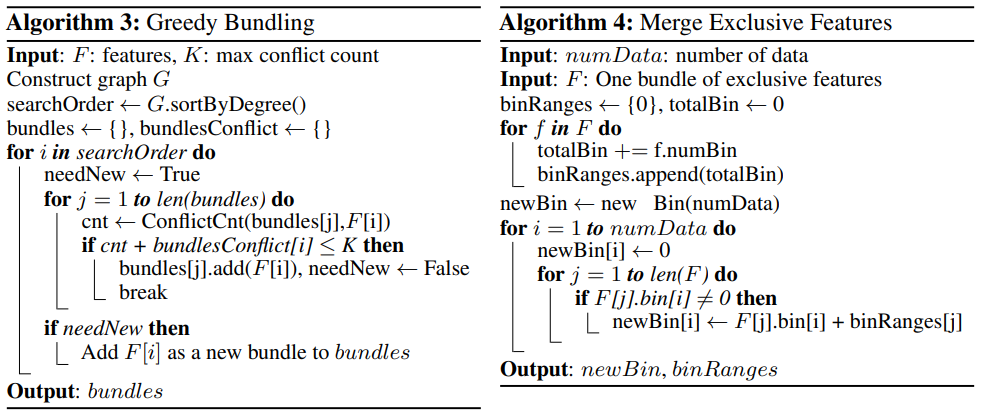 Algorithm 3: Greedy Bundling
Input: F: features, K: max conflict count
Construct graph G
searchOrder ← G.sortByDegree()
bundles ← {}, bundlesConflict ← {}
for i in searchOrder do
needNew ← True
for j = 1 to len(bundles) do
cnt ← ConflictCnt(bundles[j],F[i])
if cnt + bundlesConflict[i] ≤ K then
bundles[j].add(F[i]), needNew ← False
break
if needNew then
Add F[i] as a new bundle to bundles
Output: bundles
Algorithm 4: Merge Exclusive Features
Input: numData: number of data
Input: F: One bundle of exclusive features
binRanges ← {0}, totalBin ← 0
for f in F do
totalBin += f.numBin
binRanges.append(totalBin)
newBin ← new Bin(numData)
for i = 1 to numData do
newBin[i] ← 0
for j = 1 to len(F) do
if F[j].bin[i] ≠ 0 then
newBin[i] ← F[j].bin[i] + binRanges[j]
Output: newBin, binRanges